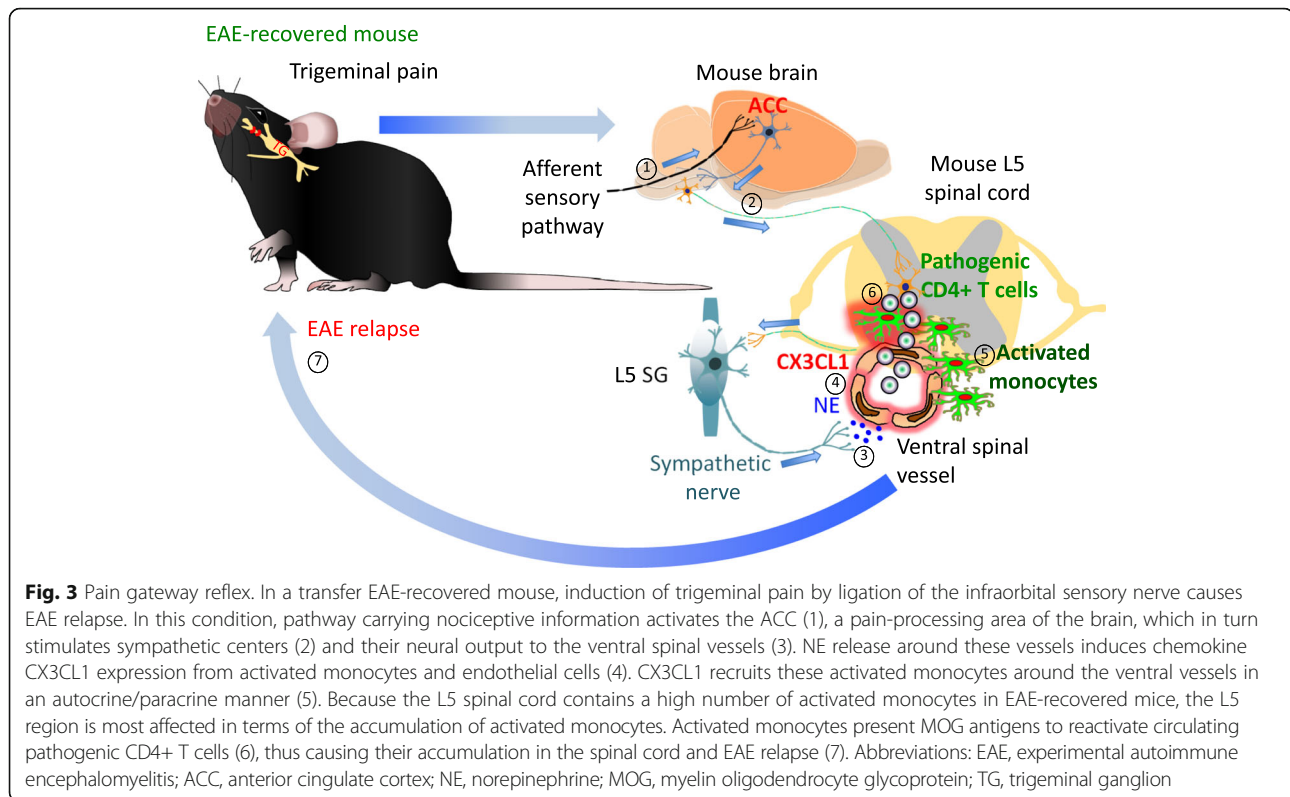 EAE-recovered mouse
Trigeminal pain
TG
Mouse brain
ACC
Afferent
sensory
pathway
1
2
Mouse L5
spinal cord
Pathogenic
CD4+ T cells
6
5
Activated
monocytes
CX3CL1
4
NE
3
Ventral spinal
vessel
L5 SG
Sympathetic
nerve
EAE relapse
7
Fig. 3 Pain gateway reflex. In a transfer EAE-recovered mouse, induction of trigeminal pain by ligation of the infraorbital sensory nerve causes
EAE relapse. In this condition, pathway carrying nociceptive information activates the ACC (1), a pain-processing area of the brain, which in turn
stimulates sympathetic centers (2) and their neural output to the ventral spinal vessels (3). NE release around these vessels induces chemokine
CX3CL1 expression from activated monocytes and endothelial cells (4). CX3CL1 recruits these activated monocytes around the ventral vessels in
an autocrine/paracrine manner (5). Because the L5 spinal cord contains a high number of activated monocytes in EAE-recovered mice, the L5
region is most affected in terms of the accumulation of activated monocytes. Activated monocytes present MOG antigens to reactivate circulating
pathogenic CD4+ T cells (6), thus causing their accumulation in the spinal cord and EAE relapse (7). Abbreviations: EAE, experimental autoimmune
encephalomyelitis; ACC, anterior cingulate cortex; NE, norepinephrine; MOG, myelin oligodendrocyte glycoprotein; TG, trigeminal ganglion